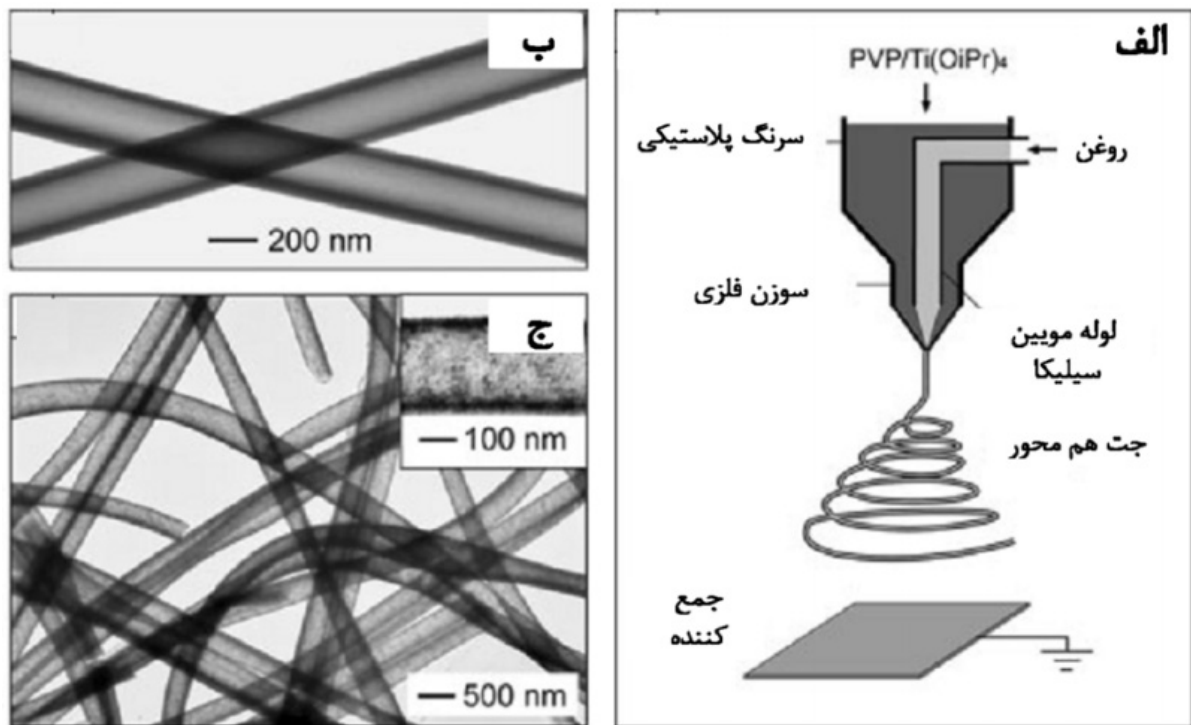 الف
PVP/Ti(OiPr)₄
سرنگ پلاستیکی
روغن
سوزن فلزی
لوله مویین
سیلیکا
جت هم محور
جمع
کننده
ب
200 nm
ج
100 nm
500 nm